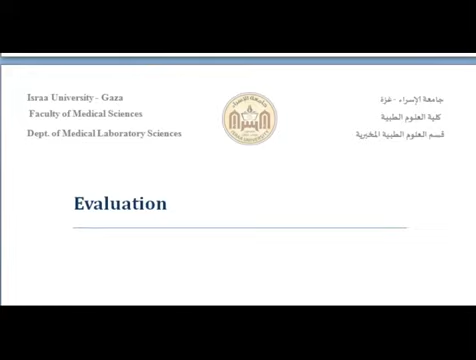 Israa University - Gaza
Faculty of Medical Sciences
Dept. of Medical Laboratory Sciences
جامعة الإسراء - غزة
كلية العلوم الطبية
قسم العلوم الطبية المخبرية
Evaluation